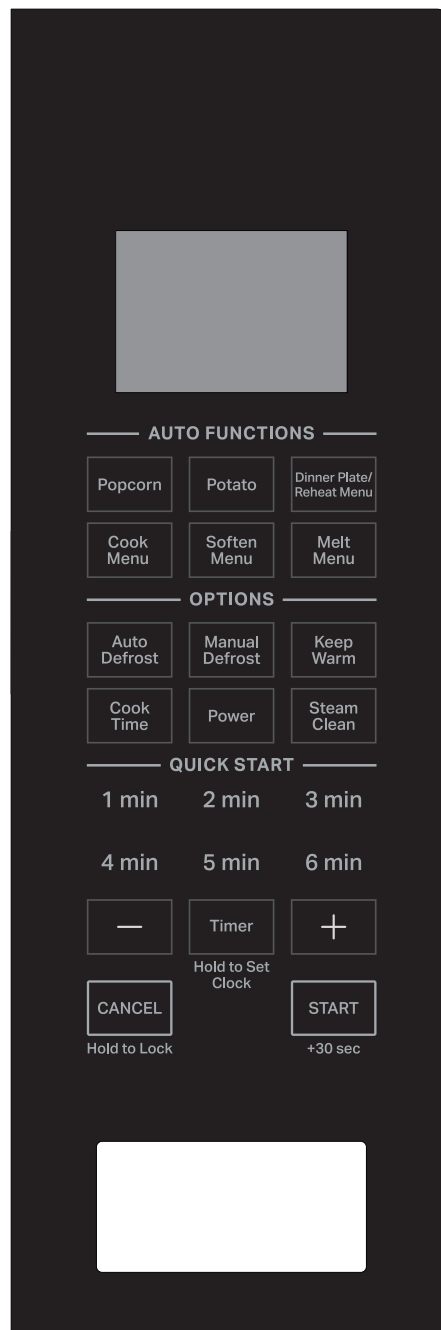 AUTO FUNCTIONS
Popcorn
Potato
Dinner Plate/
Reheat Menu
Cook
Menu
Soften
Menu
Melt
Menu
OPTIONS
Auto
Defrost
Manual
Defrost
Keep
Warm
Cook
Time
Power
Steam
Clean
QUICK START
1 min 2 min 3 min
4 min 5 min 6 min
—
Timer
+
Hold to Set
Clock
CANCEL
START
Hold to Lock
+30 sec